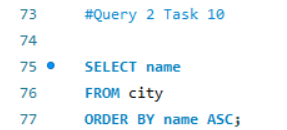 73 #Query 2 Task 10
74
75 SELECT name
76 FROM city
77 ORDER BY name ASC;